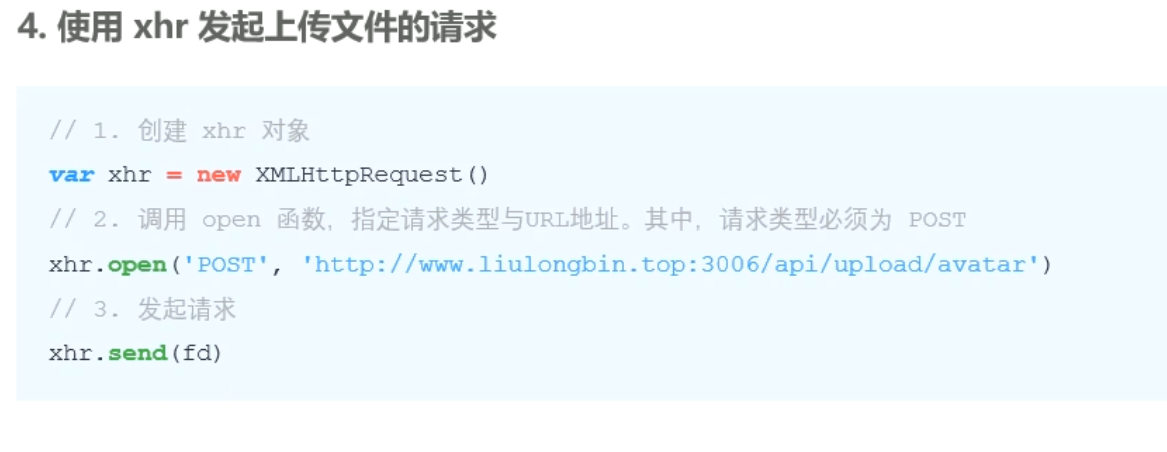 4. 使用 xhr 发起上传文件的请求
// 1. 创建 xhr 对象
var xhr = new XMLHttpRequest()
// 2. 调用 open 函数，指定请求类型与URL地址。其中，请求类型必须为 POST
xhr.open('POST', 'http://www.liulongbin.top:3006/api/upload/avatar')
// 3. 发起请求
xhr.send(fd)